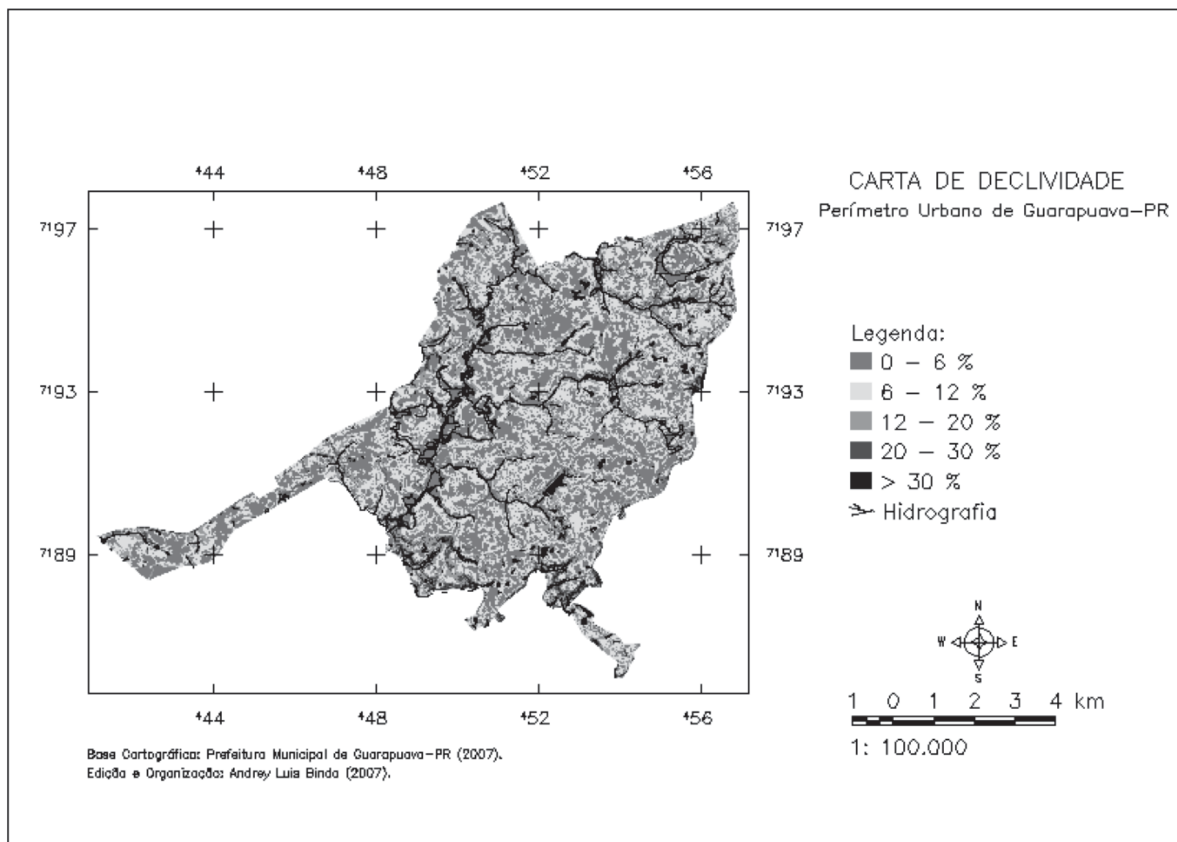 CARTA DE DECLIVIDADE
Perímetro Urbano de Guarapuava-PR
⁴44 ⁴48 ⁴52 ⁴56
⁷¹97 ⁷¹97
⁷¹93 ⁷¹93
⁷¹89 ⁷¹89
⁴44 ⁴48 ⁴52 ⁴56
Legenda:
0 - 6 %
6 - 12 %
12 - 20 %
20 - 30 %
> 30 %
Hidrografia
N
W E
S
1 0 1 2 3 4 km
1: 100.000
Base Cartográfica: Prefeitura Municipal de Guarapuava-PR (2007).
Edição e Organização: Andrey Luis Binda (2007).